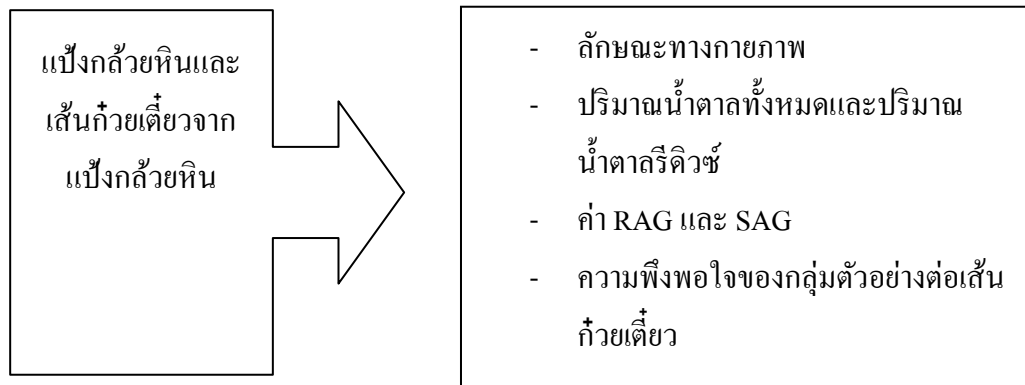 แป้งกล้วยหินและ
เส้นก๋วยเตี๋ยวจาก
แป้งกล้วยหิน
- ลักษณะทางกายภาพ
- ปริมาณน้ำตาลทั้งหมดและปริมาณ
น้ำตาลรีดิวซ์
- ค่า RAG และ SAG
- ความพึงพอใจของกลุ่มตัวอย่างต่อเส้น
ก๋วยเตี๋ยว